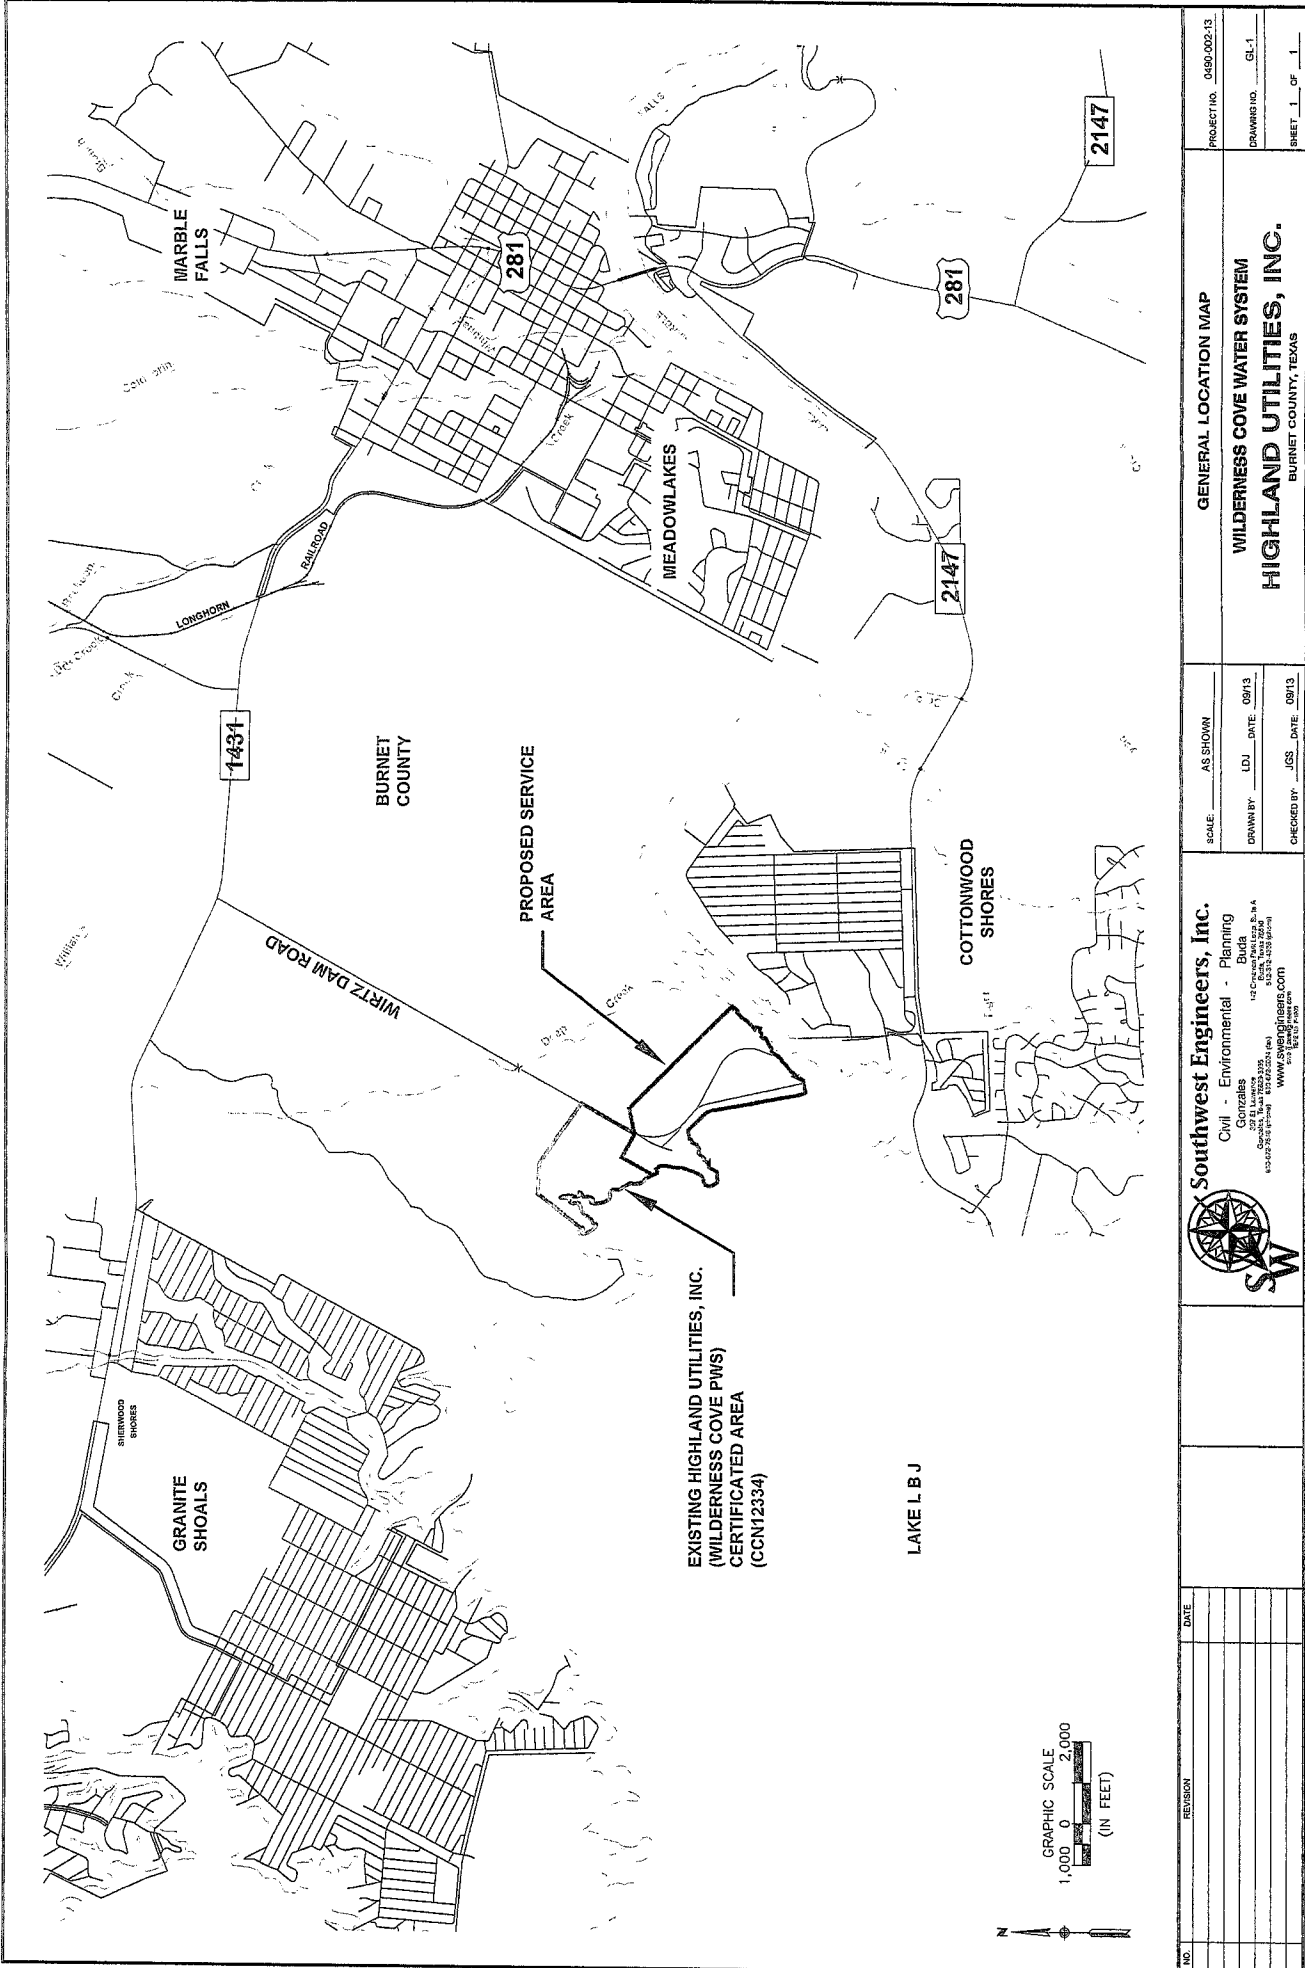 MARBLE
FALLS
281
281
2147
FALLS
Creek
RAILROAD
LONGHORN
Creek
1431
MEADOWLAKES
2147
BURNET
COUNTY
PROPOSED SERVICE
AREA
WIRTZ DAM ROAD
Creek
COTTONWOOD
SHORES
SHERWOOD
SHORES
GRANITE
SHOALS
EXISTING HIGHLAND UTILITIES, INC.
(WILDERNESS COVE PWS)
CERTIFICATED AREA
(CCN12334)
LAKE L B J
N
GRAPHIC SCALE
1,000 0 2,000
(IN FEET)
NO.
REVISION
DATE
SW
Southwest Engineers, Inc.
Civil - Environmental - Planning
Gonzales
Buda
www.swengineers.com
SCALE: AS SHOWN
DRAWN BY: LDJ DATE: 09/13
CHECKED BY: JGS DATE: 09/13
GENERAL LOCATION MAP
WILDERNESS COVE WATER SYSTEM
HIGHLAND UTILITIES, INC.
BURNET COUNTY, TEXAS
PROJECT NO. 0490-002-13
DRAWING NO. GL-1
SHEET 1 OF 1